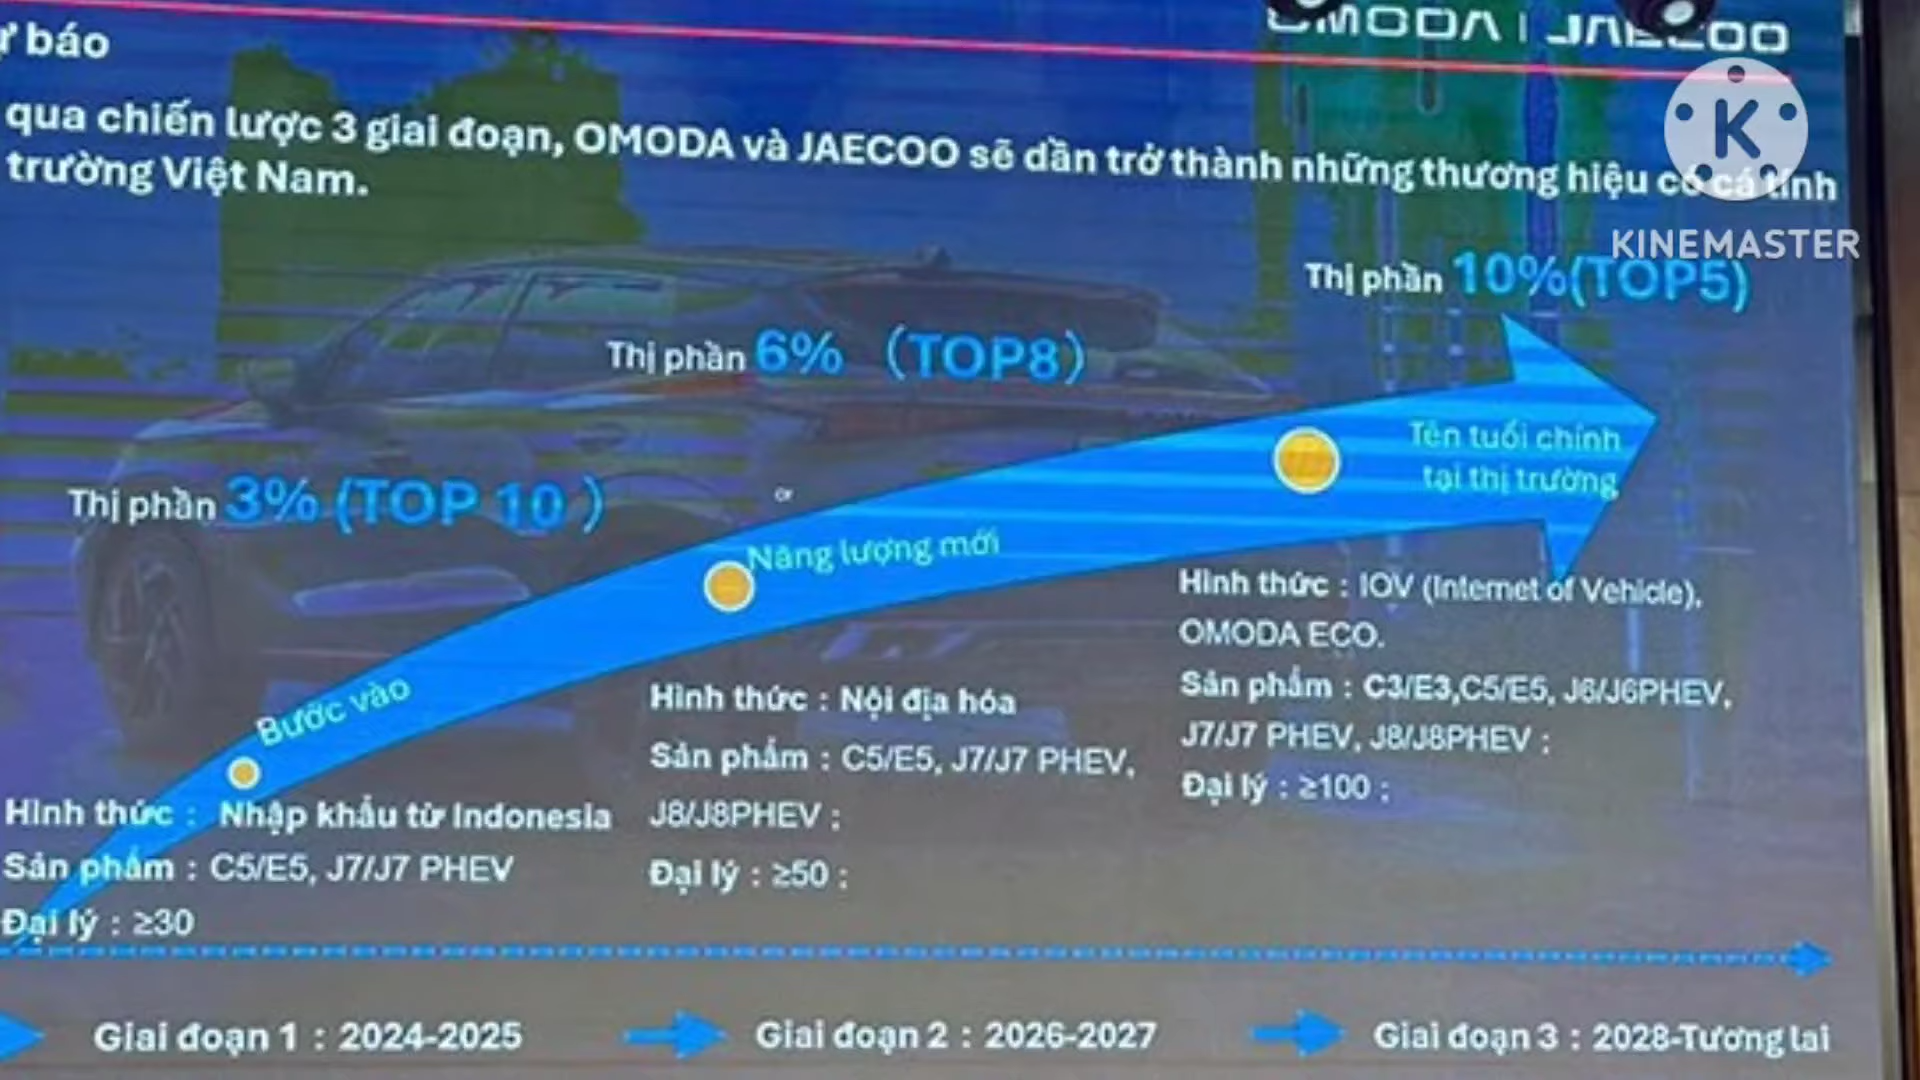 OMODA | JAECOO
báo
qua chiến lược 3 giai đoạn, OMODA và JAECOO sẽ dần trở thành những thương hiệu có cá tính
trường Việt Nam.
KINEMASTER
Thị phần 10%(TOP5)
Thị phần 6% (TOP8)
Thị phần 3% (TOP 10 )
Tên tuổi chính
tại thị trường
or
Năng lượng mới
Bước vào
Hình thức : Nhập khẩu từ Indonesia
Sản phẩm : C5/E5, J7/J7 PHEV
Đại lý : ≥30
Hình thức : Nội địa hóa
Sản phẩm : C5/E5, J7/J7 PHEV,
J8/J8PHEV ;
Đại lý : ≥50 ;
Hình thức : IOV (Internet of Vehicle),
OMODA ECO.
Sản phẩm : C3/E3,C5/E5, J6/J6PHEV,
J7/J7 PHEV, J8/J8PHEV ;
Đại lý : ≥100 ;
Giai đoạn 1 : 2024-2025
Giai đoạn 2 : 2026-2027
Giai đoạn 3 : 2028-Tương lai